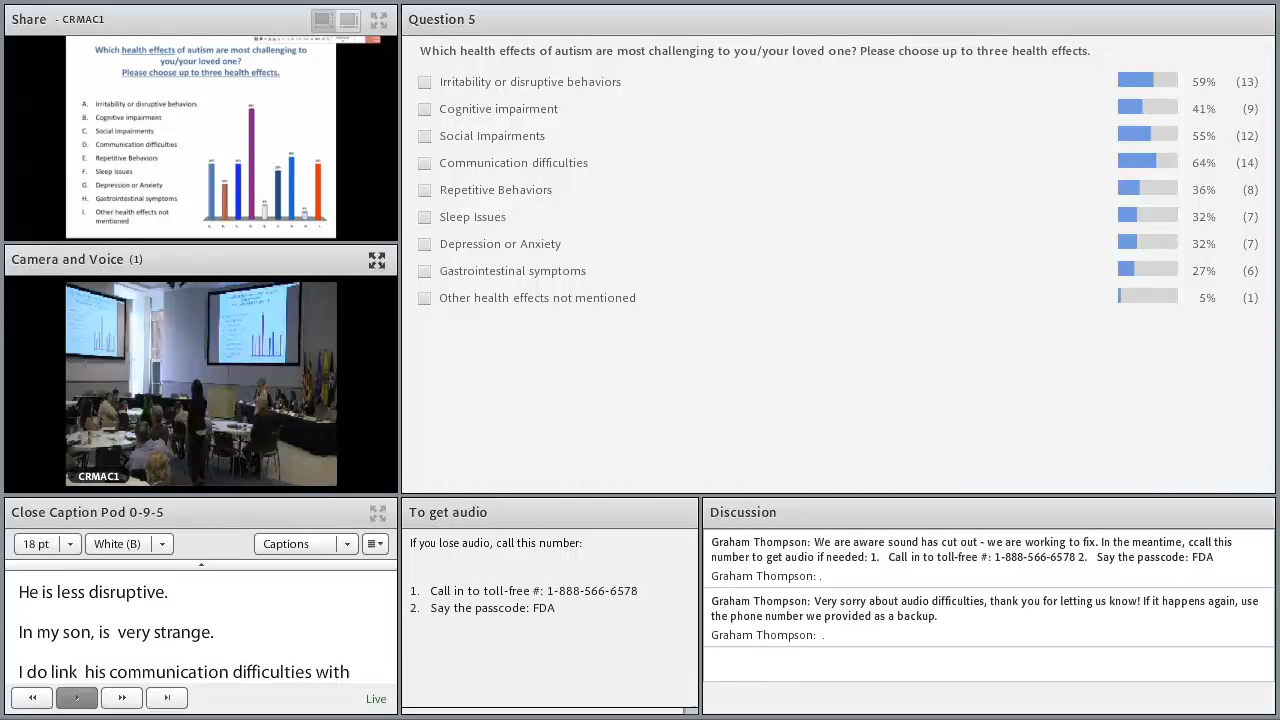 Share - CRMAC1
Which health effects of autism are most challenging to
you/your loved one?
Please choose up to three health effects.
A. Irritability or disruptive behaviors
B. Cognitive impairment
C. Social Impairments
D. Communication difficulties
E. Repetitive Behaviors
F. Sleep Issues
G. Depression or Anxiety
H. Gastrointestinal symptoms
I. Other health effects not
mentioned
Camera and Voice (1)
CRMAC1
Close Caption Pod 0-9-5
18 pt White (B) Captions
He is less disruptive.
In my son, is very strange.
I do link his communication difficulties with
Live
Question 5
Which health effects of autism are most challenging to you/your loved one? Please choose up to three health effects.
Irritability or disruptive behaviors 59% (13)
Cognitive impairment 41% (9)
Social Impairments 55% (12)
Communication difficulties 64% (14)
Repetitive Behaviors 36% (8)
Sleep Issues 32% (7)
Depression or Anxiety 32% (7)
Gastrointestinal symptoms 27% (6)
Other health effects not mentioned 5% (1)
To get audio
If you lose audio, call this number:
1. Call in to toll-free #: 1-888-566-6578
2. Say the passcode: FDA
Discussion
Graham Thompson: We are aware sound has cut out - we are working to fix. In the meantime, ccall this
number to get audio if needed: 1. Call in to toll-free #: 1-888-566-6578 2. Say the passcode: FDA
Graham Thompson: .
Graham Thompson: Very sorry about audio difficulties, thank you for letting us know! If it happens again, use
the phone number we provided as a backup.
Graham Thompson: .